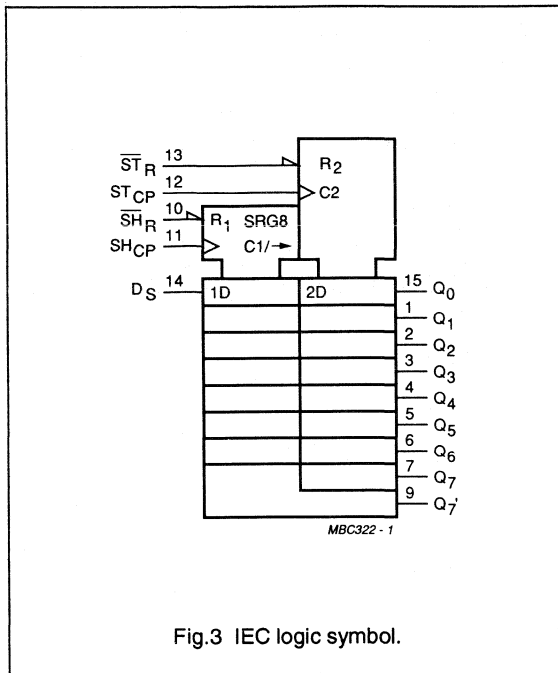 S̅T̅R 13 R2
STCP 12 C2
S̅H̅R 10 R1 SRG8
SHCP 11 C1/→
DS 14 1D 2D 15 Q0
1 Q1
2 Q2
3 Q3
4 Q4
5 Q5
6 Q6
7 Q7
9 Q7'
MBC322 - 1
Fig.3 IEC logic symbol.